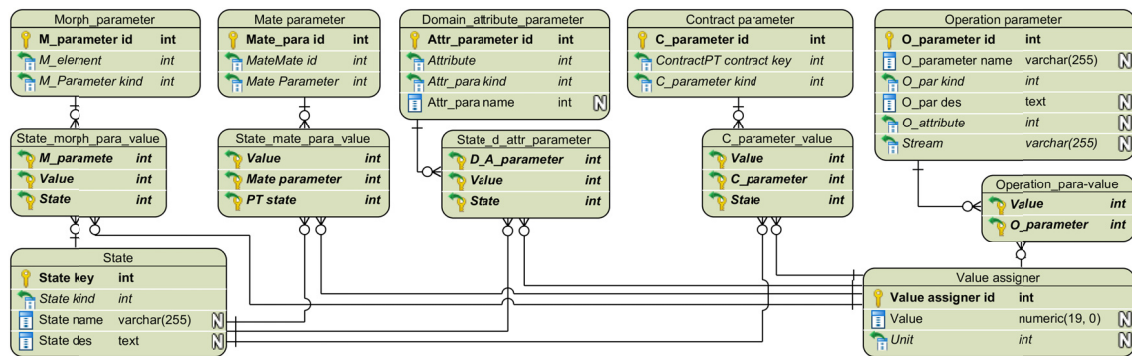 Morph_parameter
M_parameter id int
M_element int
M_Parameter kind int
Mate parameter
Mate_para id int
MateMate id int
Mate Parameter int
Domain_attribute_parameter
Attr_parameter id int
Attribute int
Attr_para kind int
Attr_para name int N
Contract parameter
C_parameter id int
ContractPT contract key int
C_parameter kind int
Operation parameter
O_parameter id int
O_parameter name varchar(255) N
O_par kind int
O_par des text N
O_attribute int
Stream varchar(255) N
State_morph_para_value
M_paramete int
Value int
State int
State_mate_para_value
Value int
Mate parameter int
PT state int
State_d_attr_parameter
D_A_parameter int
Value int
State int
C_parameter_value
Value int
C_parameter int
State int
Operation_para-value
Value int
O_parameter int
State
State key int
State kind int
State name varchar(255) N
State des text N
Value assigner
Value assigner id int
Value numeric(19, 0) N
Unit int N